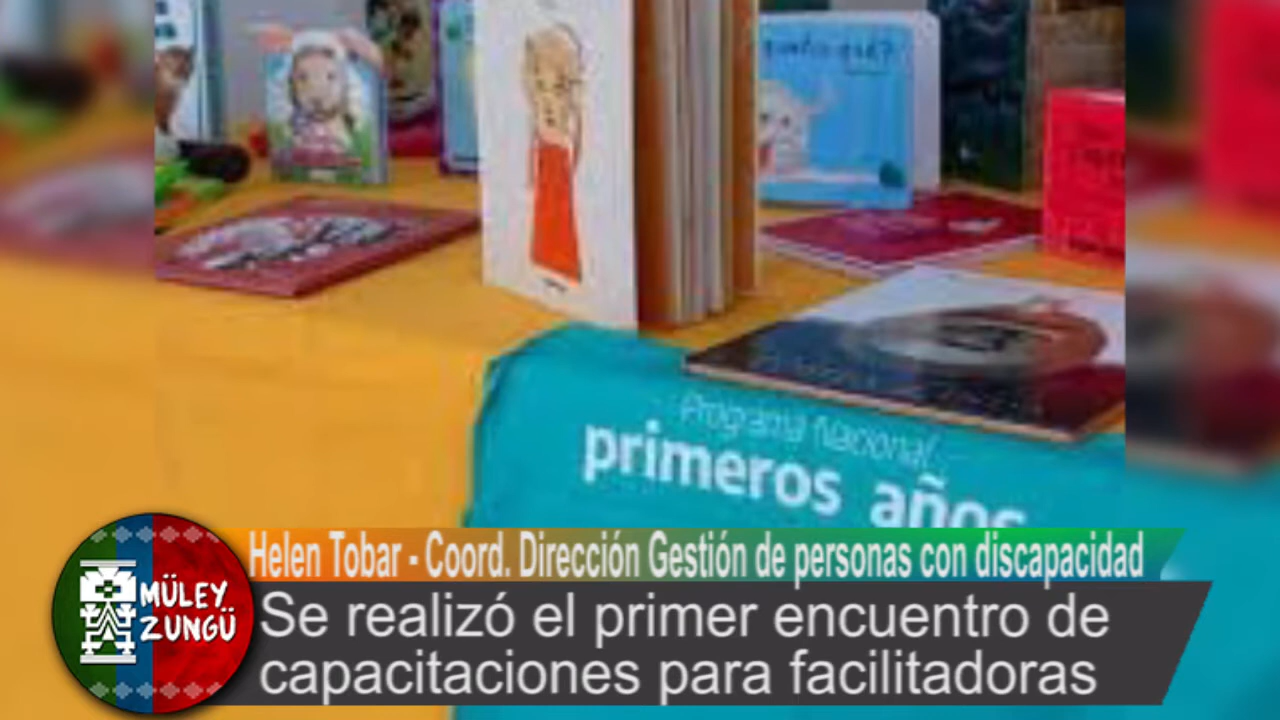 Programa Nacional
primeros años
Helen Tobar - Coord. Dirección Gestión de personas con discapacidad
MÜLEY
ZUNGÜ
Se realizó el primer encuentro de
capacitaciones para facilitadoras